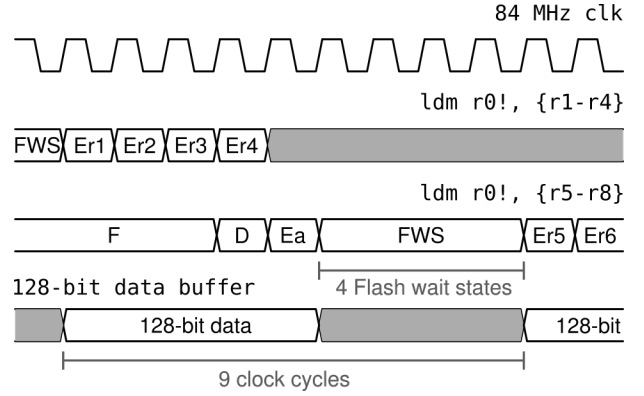 84 MHz clk
ldm r0!, {r1-r4}
FWS Er1 Er2 Er3 Er4
ldm r0!, {r5-r8}
F D Ea FWS Er5 Er6
4 Flash wait states
128-bit data buffer
128-bit data 128-bit
9 clock cycles